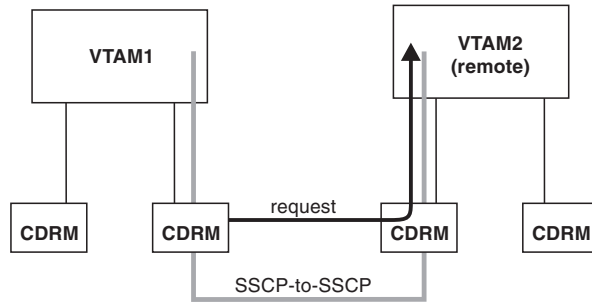 VTAM1
VTAM2
(remote)
request
CDRM
CDRM
CDRM
CDRM
SSCP-to-SSCP